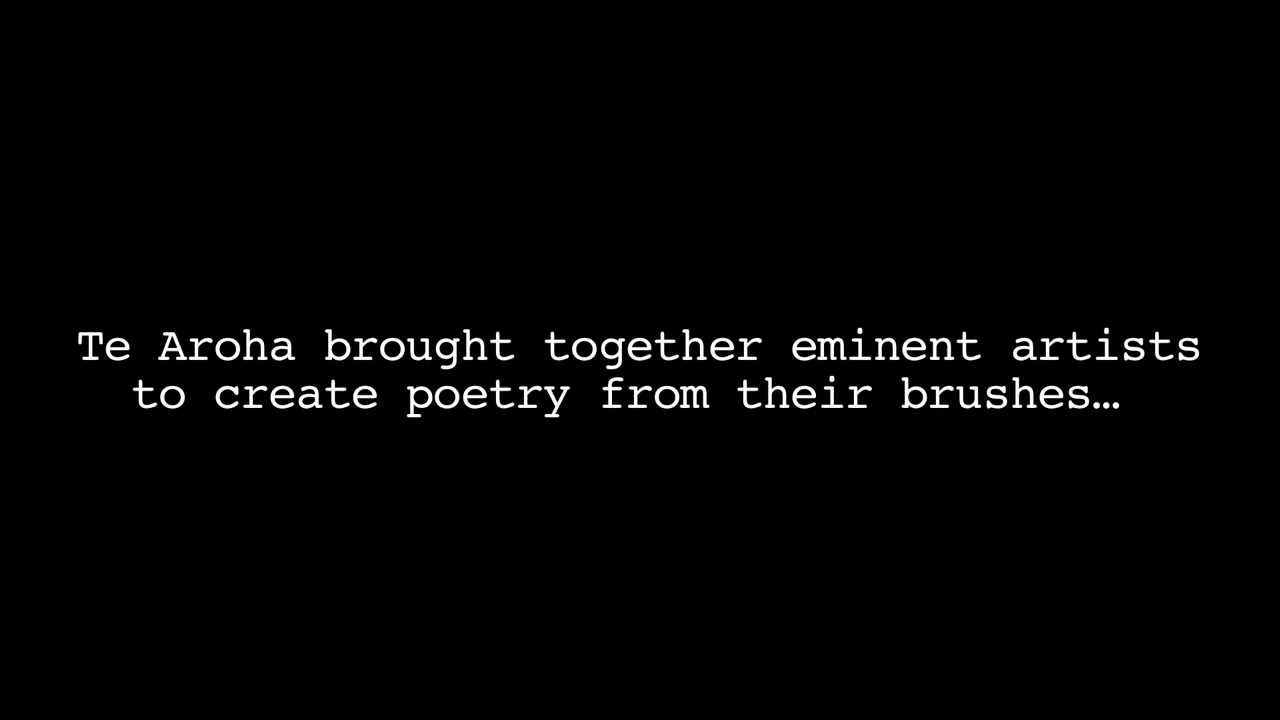 Te Aroha brought together eminent artists
to create poetry from their brushes…